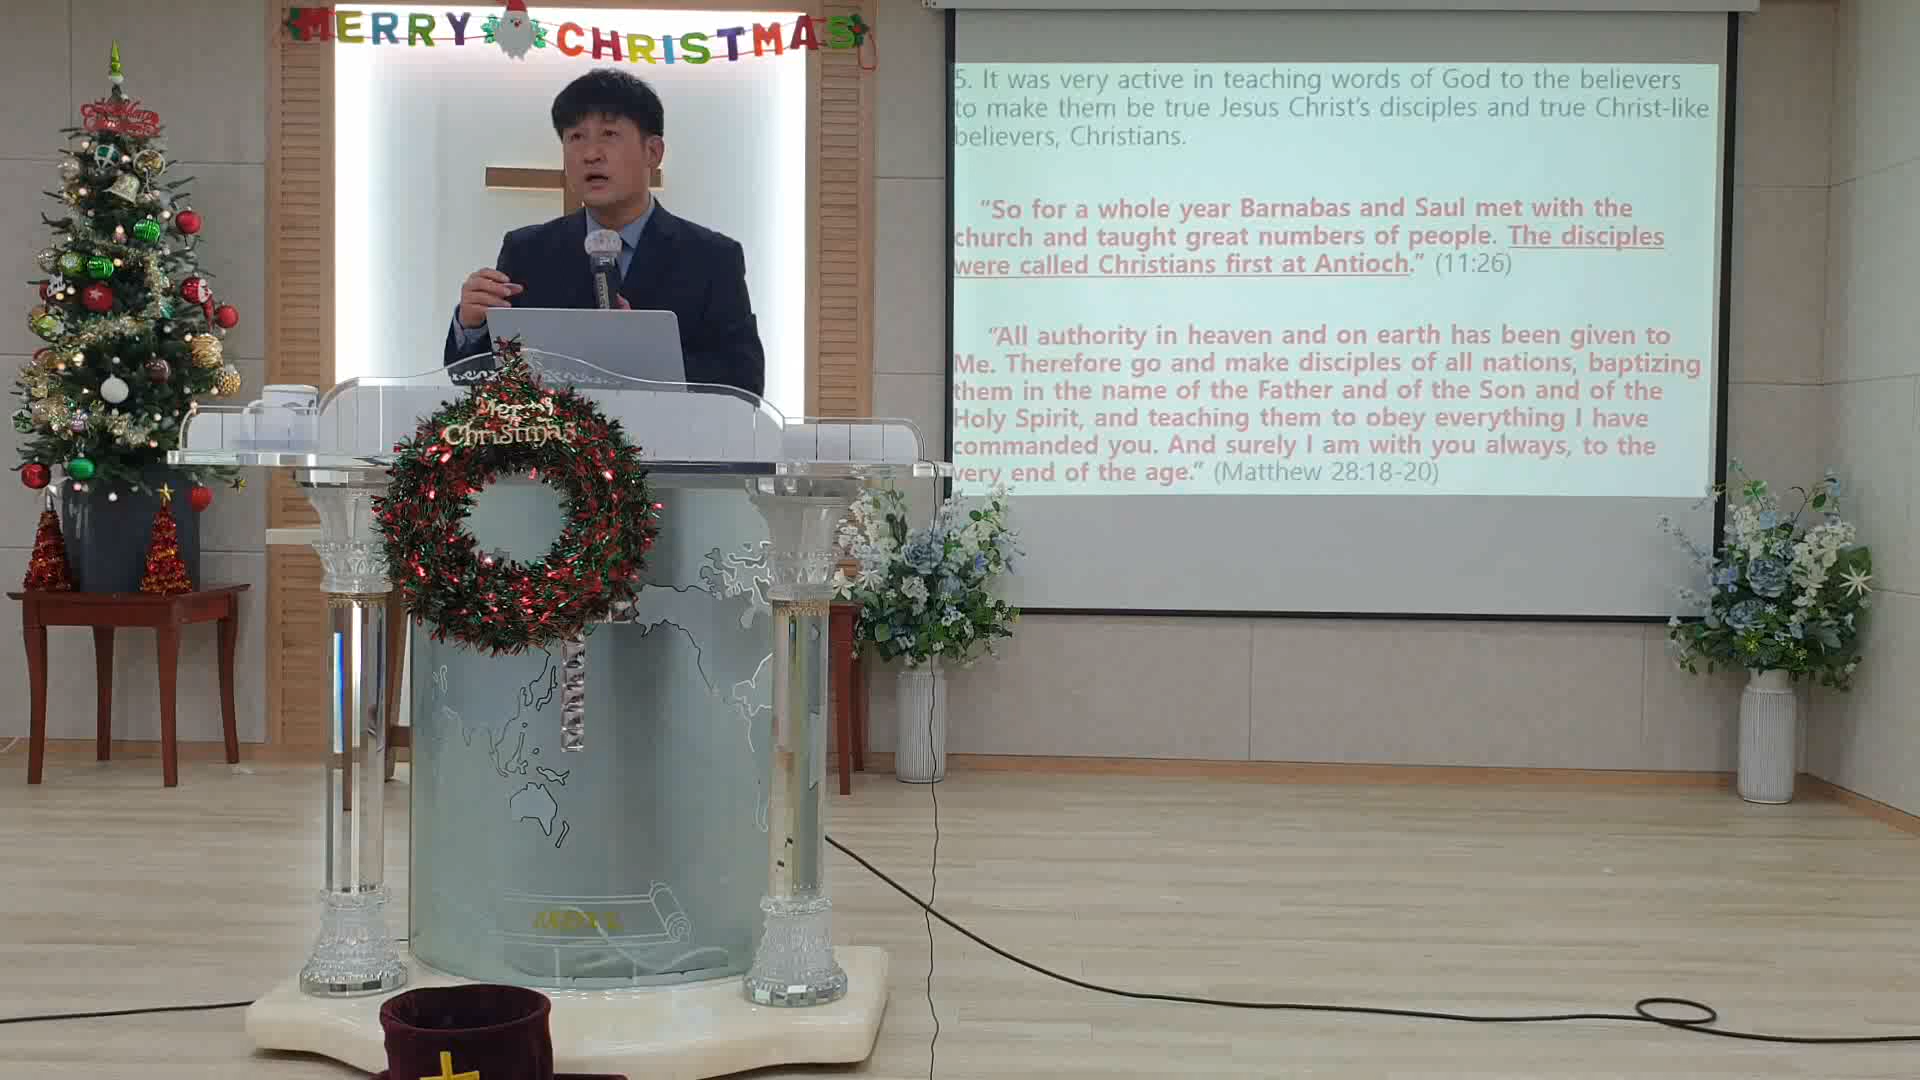 MERRY CHRISTMAS
5. It was very active in teaching words of God to the believers
to make them be true Jesus Christ's disciples and true Christ-like
believers, Christians.
"So for a whole year Barnabas and Saul met with the
church and taught great numbers of people. The disciples
were called Christians first at Antioch." (11:26)
"All authority in heaven and on earth has been given to
Me. Therefore go and make disciples of all nations, baptizing
them in the name of the Father and of the Son and of the
Holy Spirit, and teaching them to obey everything I have
commanded you. And surely I am with you always, to the
very end of the age." (Matthew 28:18-20)
Merry
Christmas